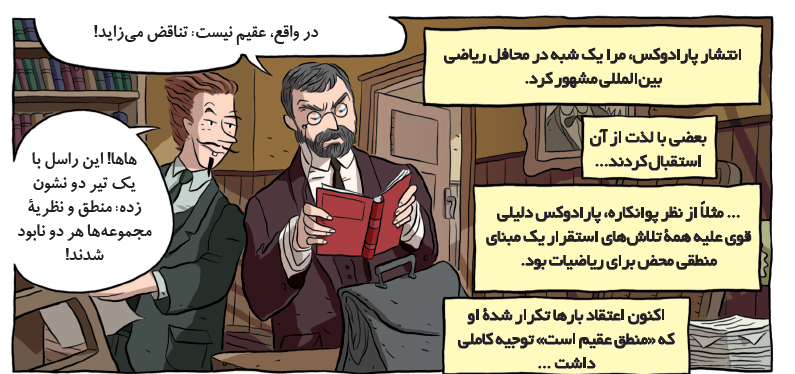 انتشار پارادوکس، مرا یک شبه در محافل ریاضی
بین‌المللی مشهور کرد.
بعضی با لذت از آن
استقبال کردند...
... مثلاً از نظر پوانکاره، پارادوکس دلیلی
قوی علیه همهٔ تلاش‌های استقرار یک مبنای
منطقی محض برای ریاضیات بود.
اکنون اعتقاد بارها تکرار شدهٔ او
که «منطق عقیم است» توجیه کاملی
داشت ...
در واقع، عقیم نیست: تناقض می‌زاید!
هاها! این راسل با
یک تیر دو نشون
زده: منطق و نظریهٔ
مجموعه‌ها هر دو نابود
شدند!